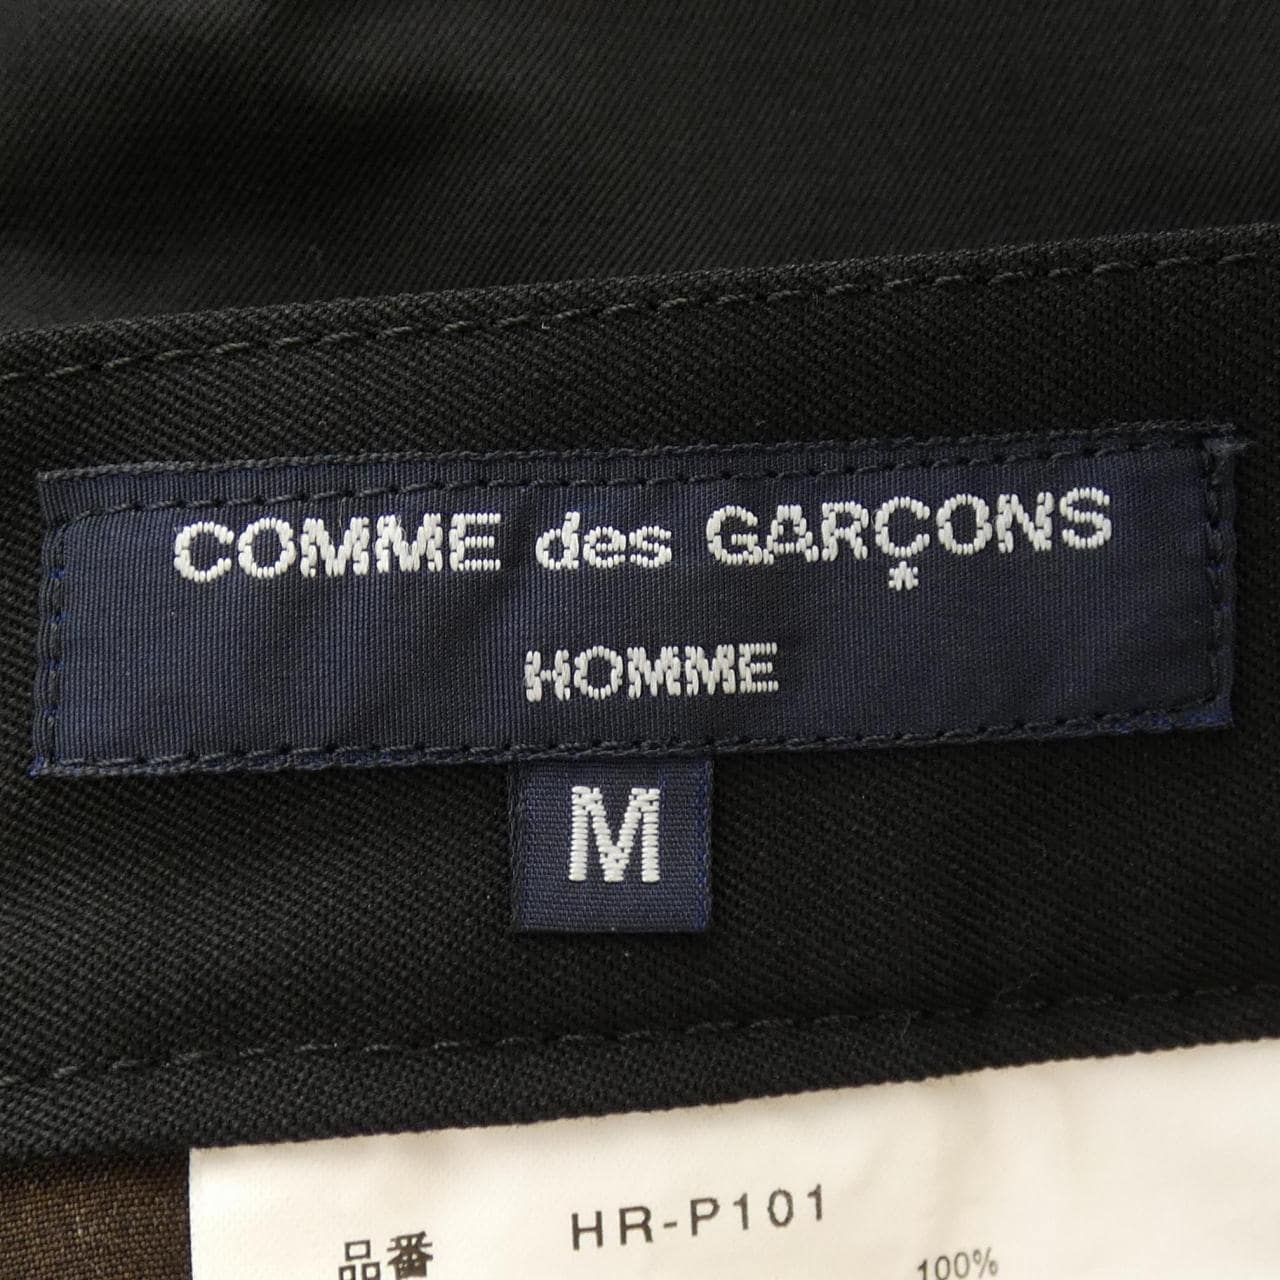 COMME des GARÇONS
HOMME
M
品番 HR-P101
100%